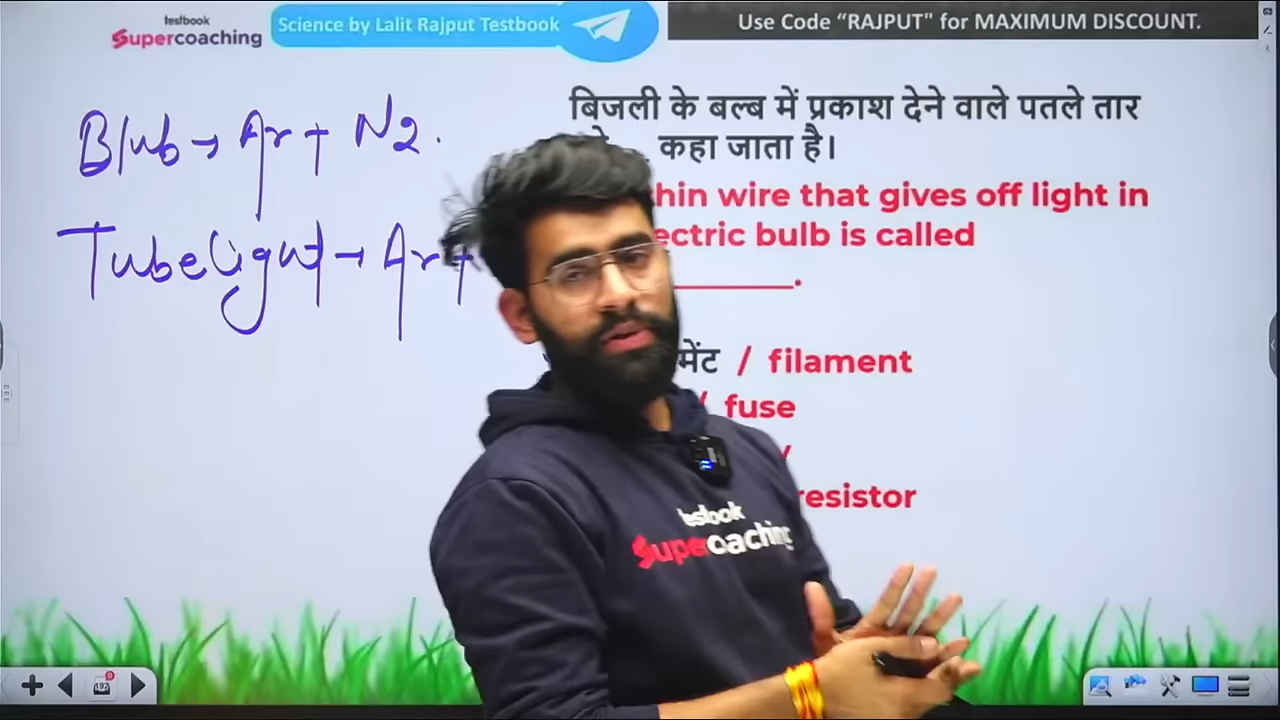 testbook
Supercoaching
Science by Lalit Rajput Testbook
Use Code “RAJPUT" for MAXIMUM DISCOUNT.
Blub → Ar + N2.
Tubelight → Ar +
बिजली के बल्ब में प्रकाश देने वाले पतले तार
कहा जाता है।
hin wire that gives off light in
ectric bulb is called
______.
मेंट / filament
/ fuse
/
resistor
testbook
Supercoaching
192